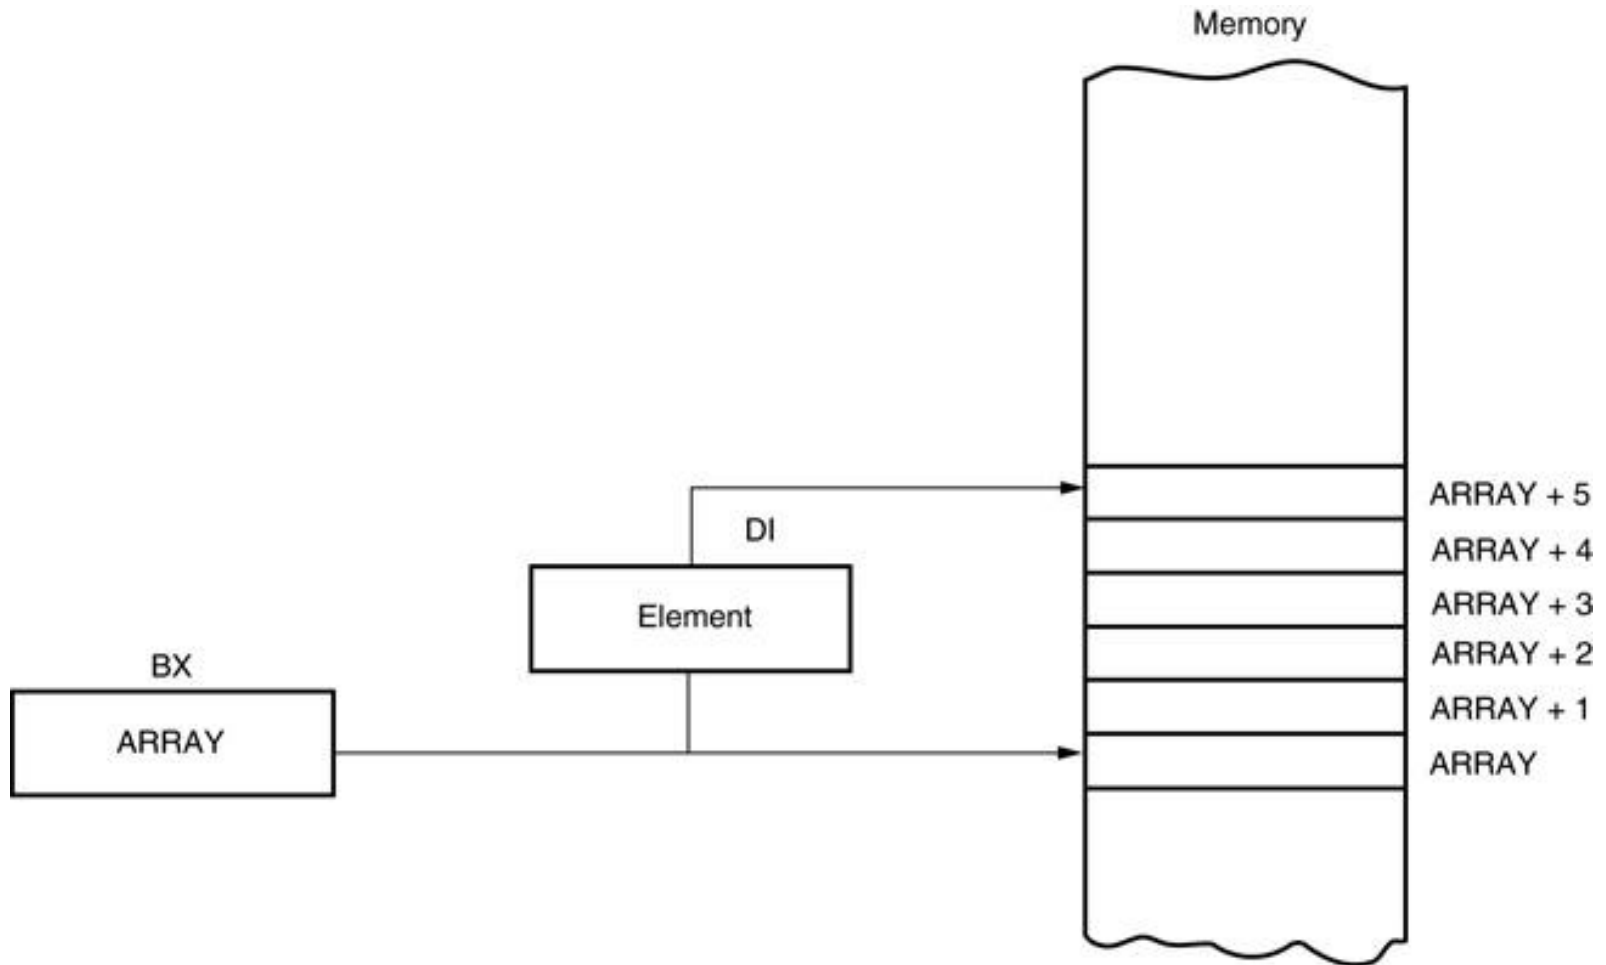 Memory
ARRAY + 5
DI
ARRAY + 4
Element
ARRAY + 3
BX
ARRAY + 2
ARRAY
ARRAY + 1
ARRAY